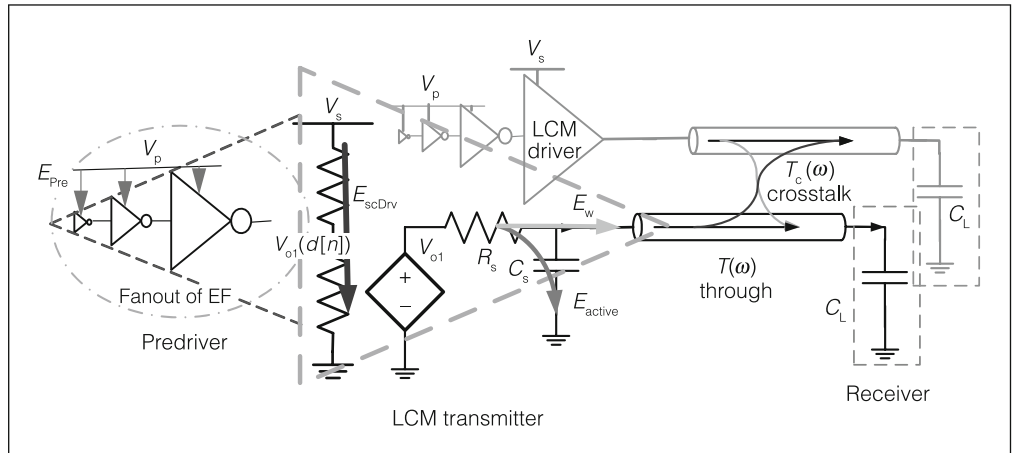 V_s
V_p
LCM
driver
V_s
V_p
E_Pre
E_scDrv
T_c(ω)
crosstalk
E_w
C_L
V_o1(d[n])
V_o1
+
−
R_s
C_s
T(ω)
through
E_active
C_L
Fanout of EF
Predriver
Receiver
LCM transmitter